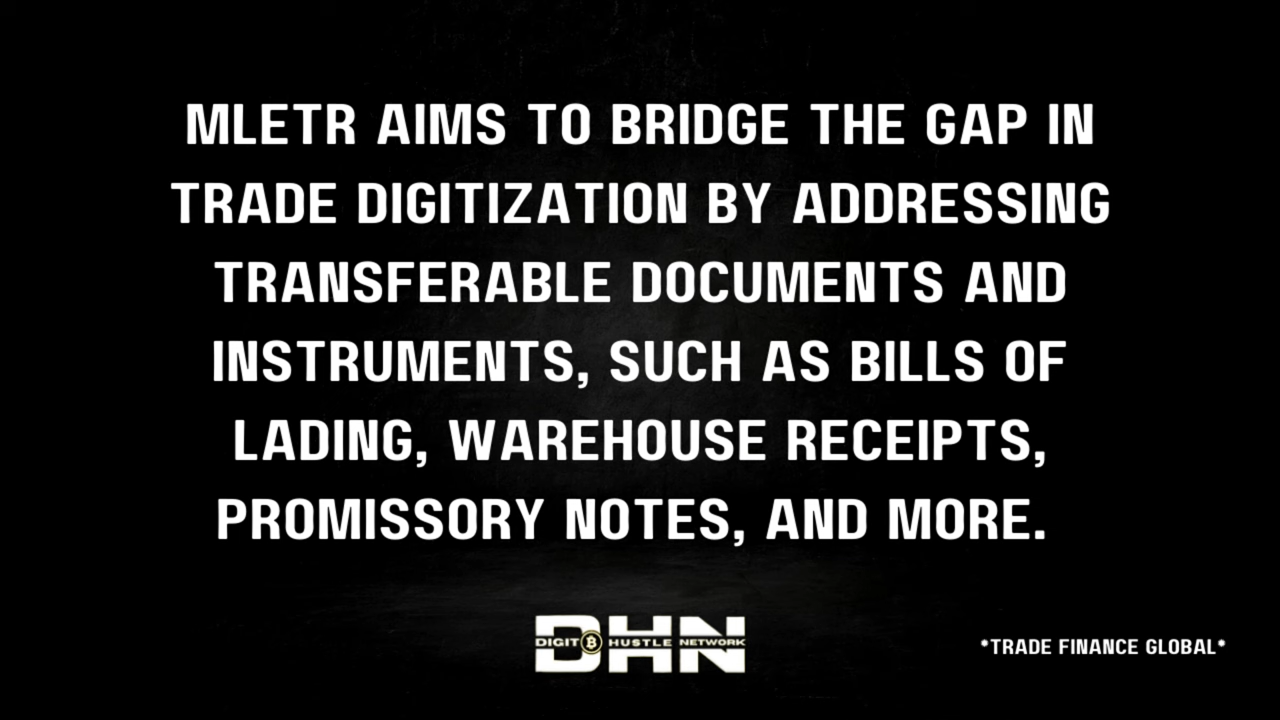 MLETR AIMS TO BRIDGE THE GAP IN
TRADE DIGITIZATION BY ADDRESSING
TRANSFERABLE DOCUMENTS AND
INSTRUMENTS, SUCH AS BILLS OF
LADING, WAREHOUSE RECEIPTS,
PROMISSORY NOTES, AND MORE.
DHN
DIGIT₿ HUSTLE NETWORK
*TRADE FINANCE GLOBAL*